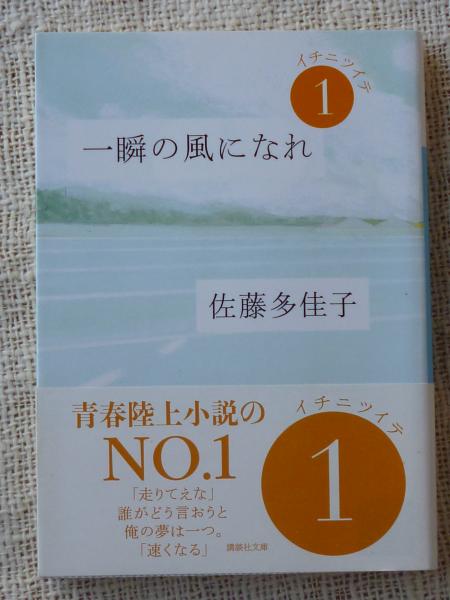 イチニツイテ
1
一瞬の風になれ
佐藤多佳子
青春陸上小説の
NO.1
「走りてえな」
誰がどう言おうと
俺の夢は一つ。
「速くなる」
講談社文庫
イチニツイテ
1